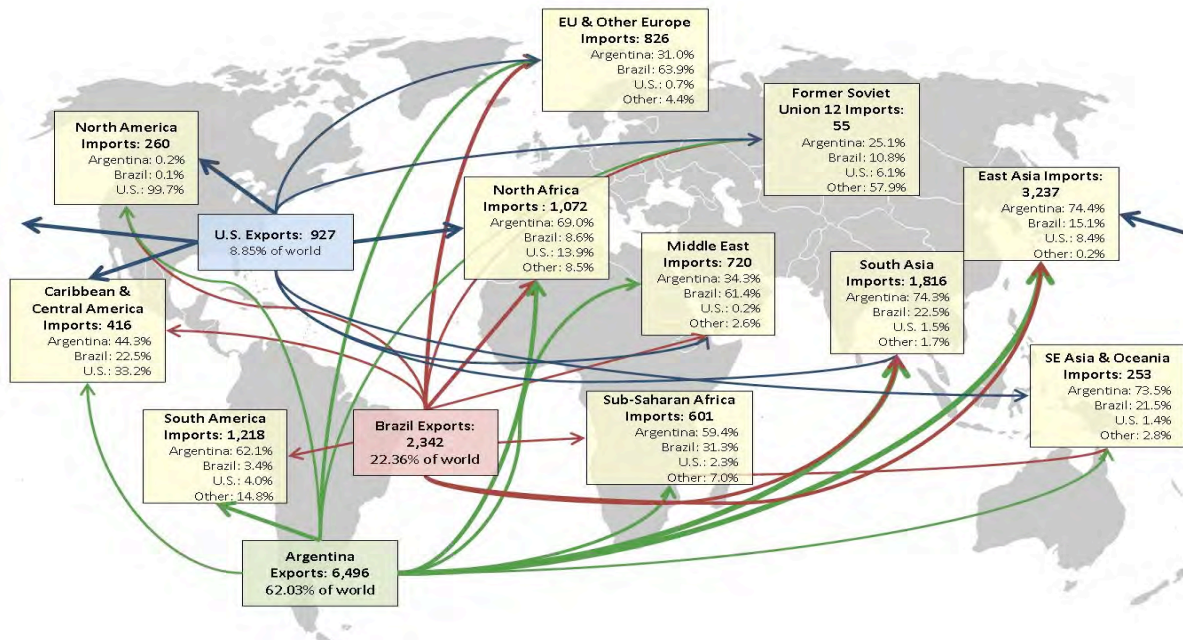 EU & Other Europe
Imports: 826
Argentina: 31.0%
Brazil: 63.9%
U.S.: 0.7%
Other: 4.4%
Former Soviet
Union 12 Imports:
55
Argentina: 25.1%
Brazil: 10.8%
U.S.: 6.1%
Other: 57.9%
North America
Imports: 260
Argentina: 0.2%
Brazil: 0.1%
U.S.: 99.7%
North Africa
Imports : 1,072
Argentina: 69.0%
Brazil: 8.6%
U.S.: 13.9%
Other: 8.5%
East Asia Imports:
3,237
Argentina: 74.4%
Brazil: 15.1%
U.S.: 8.4%
Other: 0.2%
U.S. Exports: 927
8.85% of world
Middle East
Imports: 720
Argentina: 34.3%
Brazil: 61.4%
U.S.: 0.2%
Other: 2.6%
South Asia
Imports: 1,816
Argentina: 74.3%
Brazil: 22.5%
U.S. 1.5%
Other: 1.7%
Caribbean &
Central America
Imports: 416
Argentina: 44.3%
Brazil: 22.5%
U.S.: 33.2%
SE Asia & Oceania
Imports: 253
Argentina: 73.5%
Brazil: 21.5%
U.S.: 1.4%
Other: 2.8%
South America
Imports: 1,218
Argentina: 62.1%
Brazil: 3.4%
U.S.: 4.0%
Other: 14.8%
Brazil Exports:
2,342
22.36% of world
Sub-Saharan Africa
Imports: 601
Argentina: 59.4%
Brazil: 31.3%
U.S.: 2.3%
Other: 7.0%
Argentina
Exports: 6,496
62.03% of world